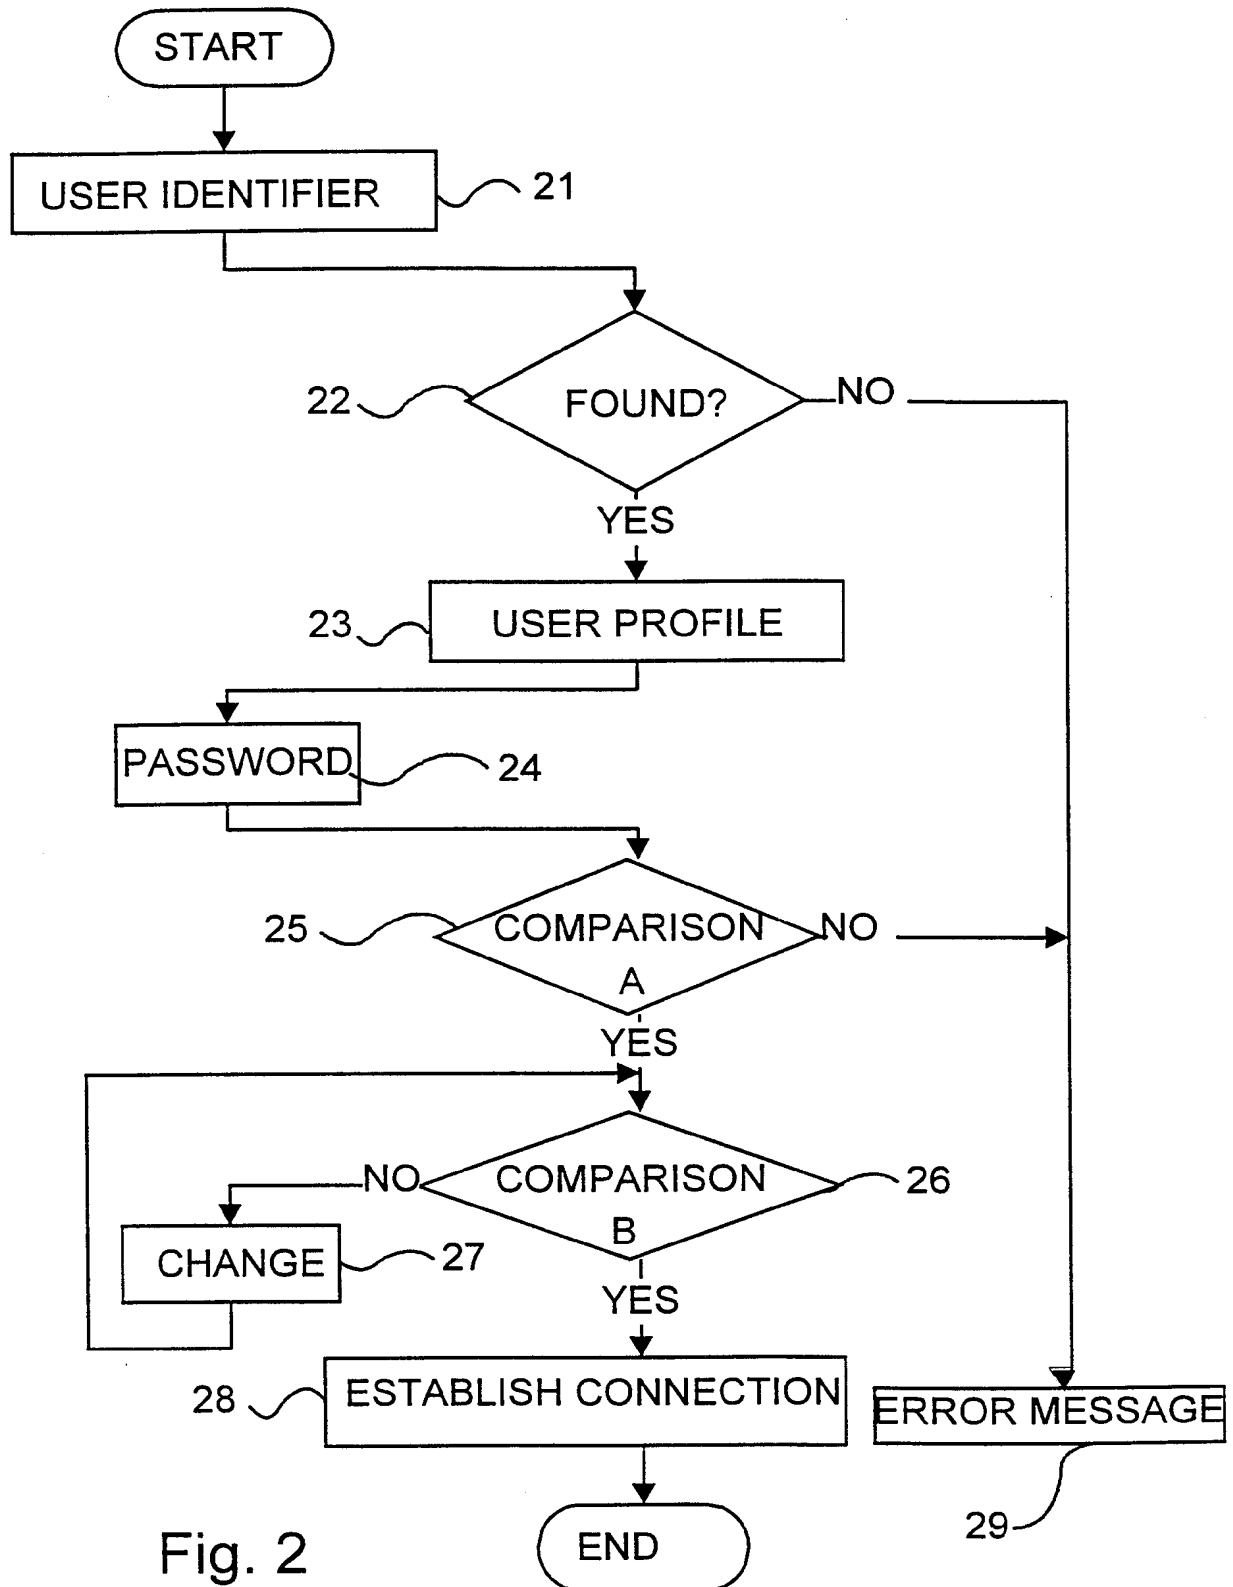 START
USER IDENTIFIER
21
22
FOUND?
NO
YES
23
USER PROFILE
PASSWORD
24
25
COMPARISON
A
NO
YES
NO
COMPARISON
B
26
CHANGE
27
YES
28
ESTABLISH CONNECTION
ERROR MESSAGE
29
END
Fig. 2